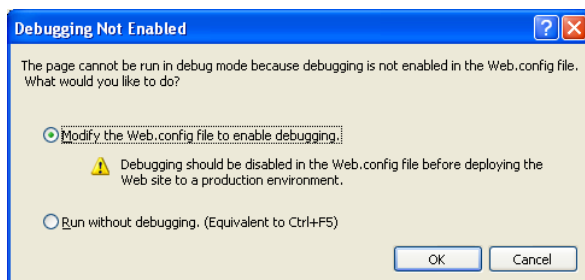 Debugging Not Enabled
The page cannot be run in debug mode because debugging is not enabled in the Web.config file.
What would you like to do?
Modify the Web.config file to enable debugging.
Debugging should be disabled in the Web.config file before deploying the
Web site to a production environment.
Run without debugging. (Equivalent to Ctrl+F5)
OK Cancel